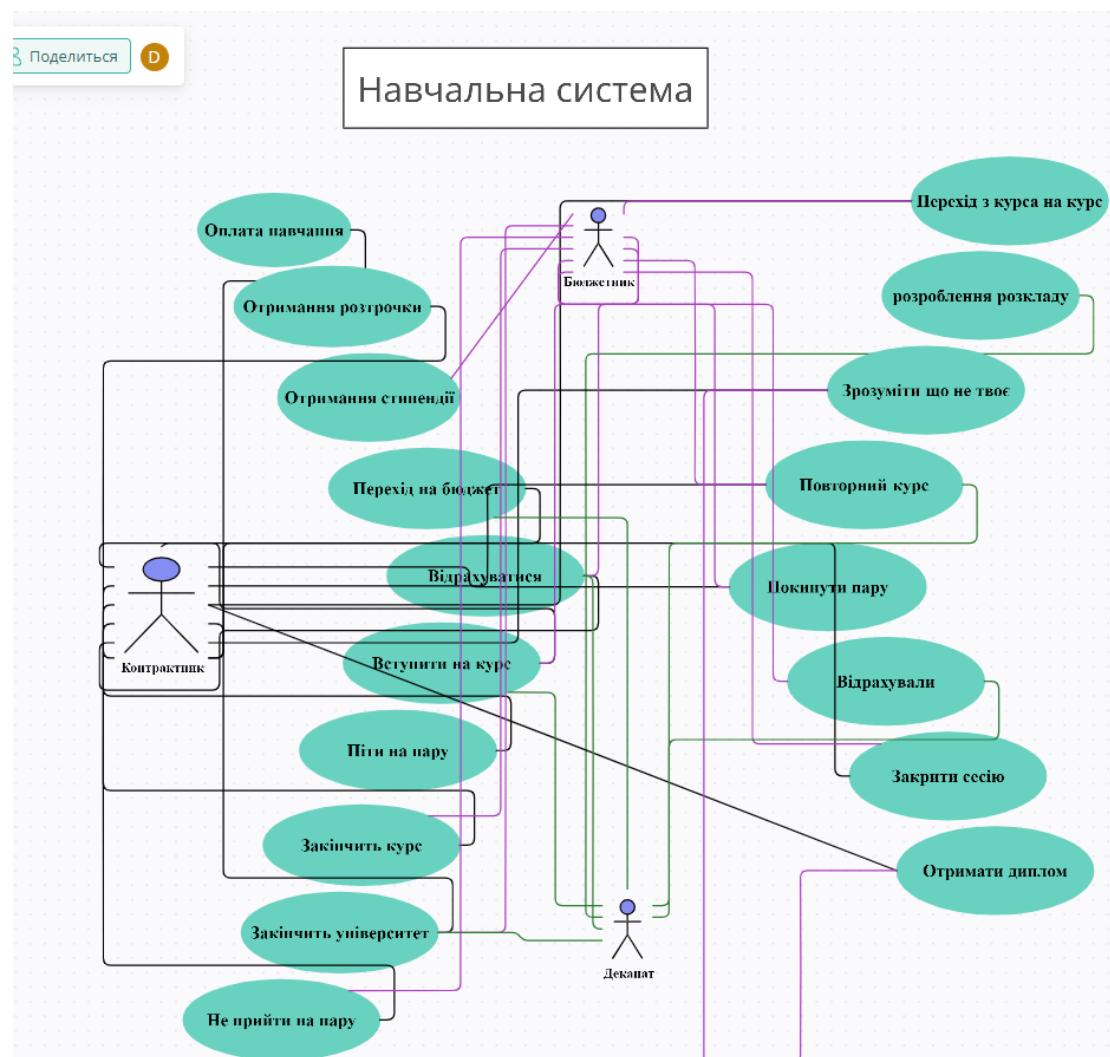 Поделиться
D
Навчальна система
Перехід з курса на курс
Оплата навчання
Бюжетник
розроблення розкладу
Отримання розтрочки
Зрозуміти що не твоє
Отримання стипендії
Повторний курс
Перехід на бюджет
Відрахуватися
Покинути пару
Контрактник
Вступити на курс
Відрахували
Піти на пару
Закрити сесію
Закінчить курс
Отримати диплом
Закінчить університет
Деканат
Не прийти на пару